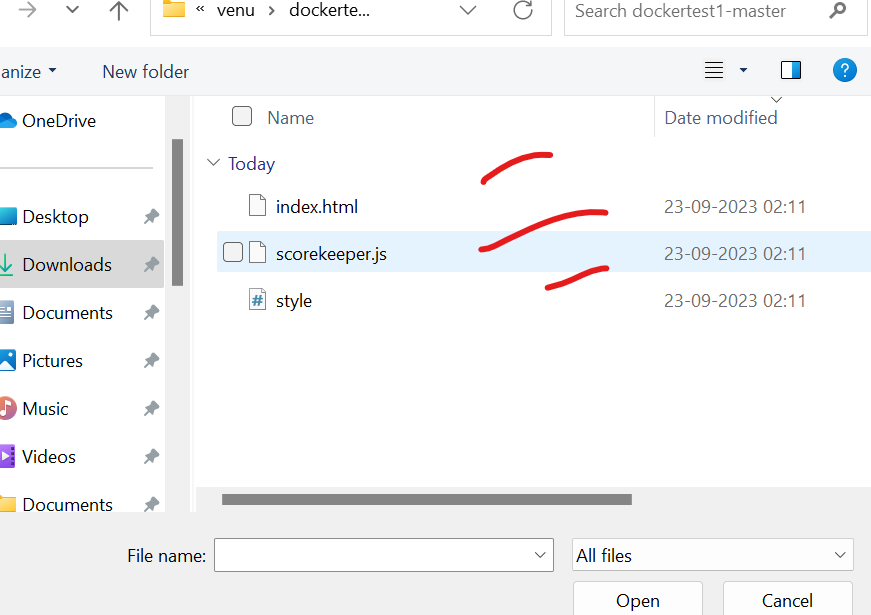 « venu > dockerte...
Search dockertest1-master
anize
New folder
?
Name
Date modified
OneDrive
Today
index.html 23-09-2023 02:11
Desktop
scorekeeper.js 23-09-2023 02:11
Downloads
# style 23-09-2023 02:11
Documents
Pictures
Music
Videos
Documents
File name:
All files
Open
Cancel